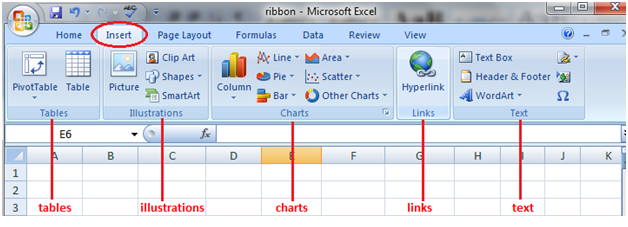 ribbon - Microsoft Excel
Home Insert Page Layout Formulas Data Review View
PivotTable Table Picture Clip Art Shapes SmartArt Column Line Pie Bar Area Scatter Other Charts Hyperlink Text Box Header & Footer WordArt Ω
Tables Illustrations Charts Links Text
E6 fx
A B C D E F G H I J K
1
2
3
tables illustrations charts links text